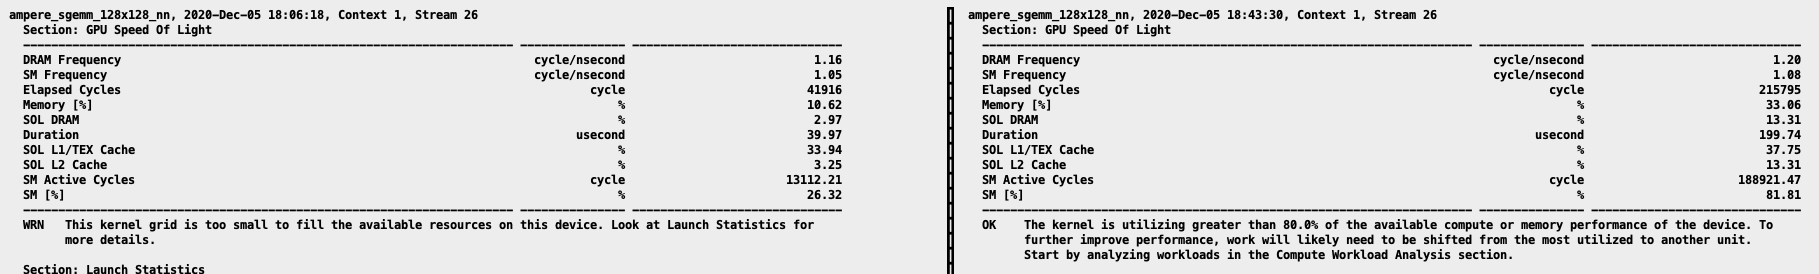 ampere_sgemm_128x128_nn, 2020-Dec-05 18:06:18, Context 1, Stream 26
Section: GPU Speed Of Light
DRAM Frequency cycle/nsecond 1.16
SM Frequency cycle/nsecond 1.05
Elapsed Cycles cycle 41916
Memory [%] % 10.62
SOL DRAM % 2.97
Duration usecond 39.97
SOL L1/TEX Cache % 33.94
SOL L2 Cache % 3.25
SM Active Cycles cycle 13112.21
SM [%] % 26.32
WRN This kernel grid is too small to fill the available resources on this device. Look at Launch Statistics for
more details.
Section: Launch Statistics
ampere_sgemm_128x128_nn, 2020-Dec-05 18:43:30, Context 1, Stream 26
Section: GPU Speed Of Light
DRAM Frequency cycle/nsecond 1.20
SM Frequency cycle/nsecond 1.08
Elapsed Cycles cycle 215795
Memory [%] % 33.06
SOL DRAM % 13.31
Duration usecond 199.74
SOL L1/TEX Cache % 37.75
SOL L2 Cache % 13.31
SM Active Cycles cycle 188921.47
SM [%] % 81.81
OK The kernel is utilizing greater than 80.0% of the available compute or memory performance of the device. To
further improve performance, work will likely need to be shifted from the most utilized to another unit.
Start by analyzing workloads in the Compute Workload Analysis section.